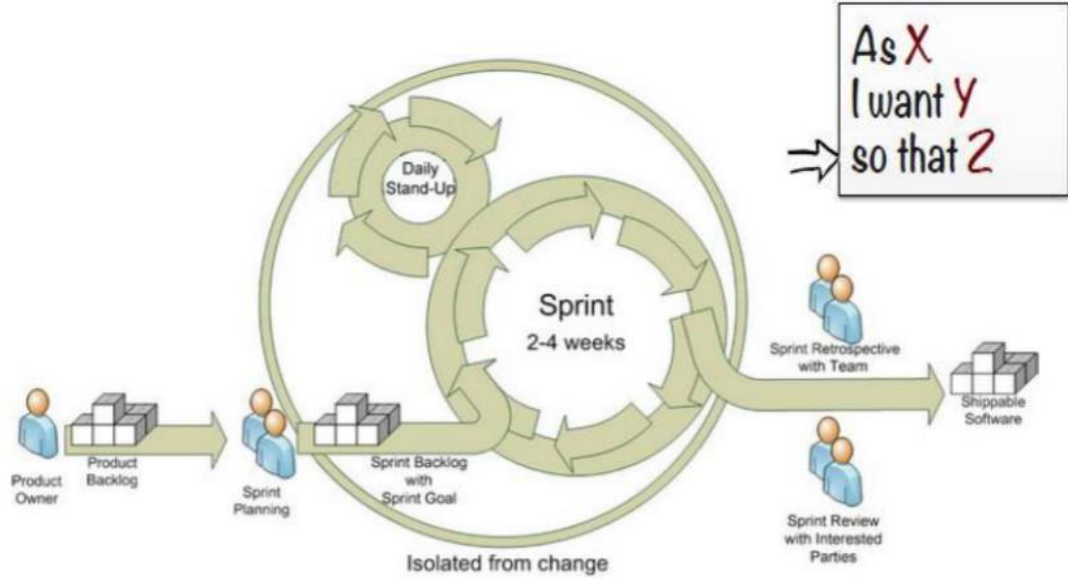 As X
I want Y
so that Z
Daily
Stand-Up
Sprint
2-4 weeks
Product
Owner
Product
Backlog
Sprint
Planning
Sprint Backlog
with
Sprint Goal
Isolated from change
Sprint Retrospective
with Team
Sprint Review
with Interested
Parties
Shippable
Software